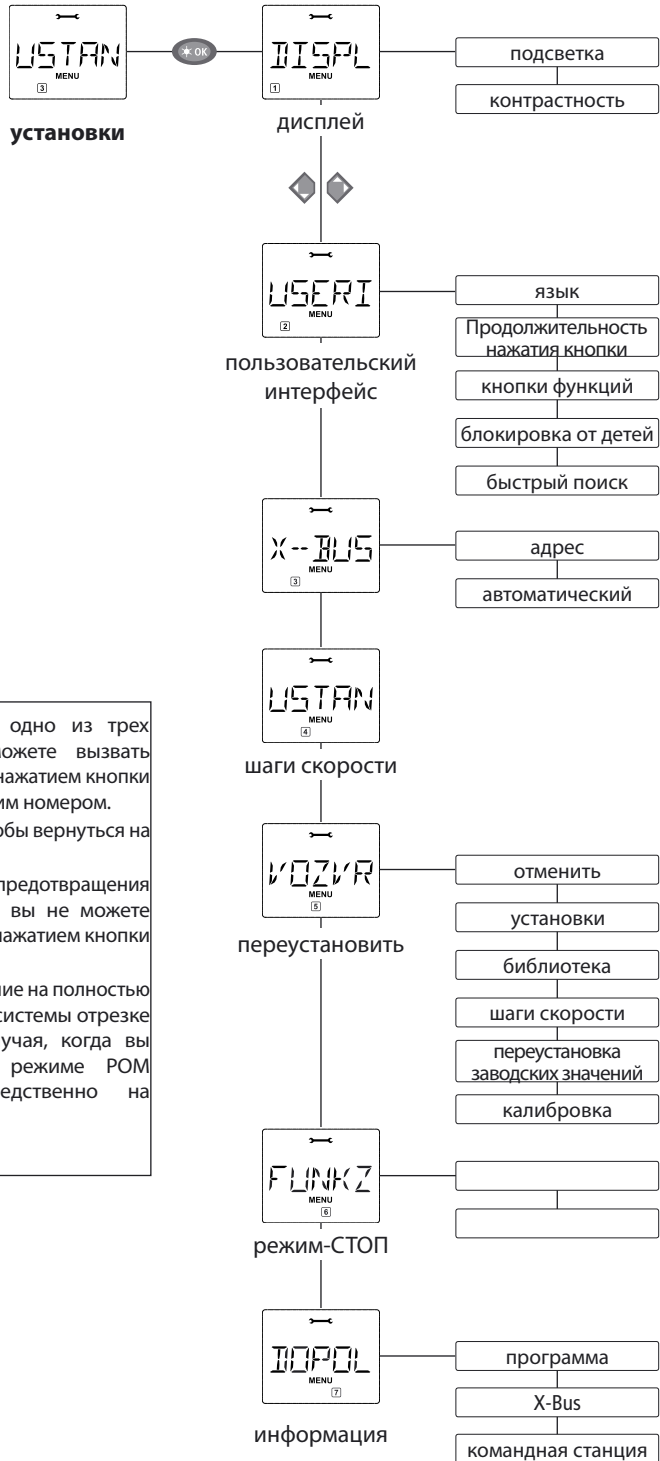 USTAN
MENU
3
установки
OK
DISPL
MENU
1
дисплей
подсветка
контрастность
USERI
MENU
2
пользовательский
интерфейс
язык
Продолжительность
нажатия кнопки
кнопки функций
блокировка от детей
быстрый поиск
X--BUS
MENU
3
адрес
автоматический
USTAN
MENU
4
шаги скорости
VOZVR
MENU
5
переустановить
отменить
установки
библиотека
шаги скорости
переустановка
заводских значений
калибровка
FUNKZ
MENU
6
режим-СТОП
DOPOL
MENU
7
информация
программа
X-Bus
командная станция
одно из трех
можете вызвать
нажатием кнопки
им номером.
обы вернуться на
предотвращения
вы не можете
нажатием кнопки
ние на полностью
системы отрезке
учая, когда вы
режиме POM
едственно на